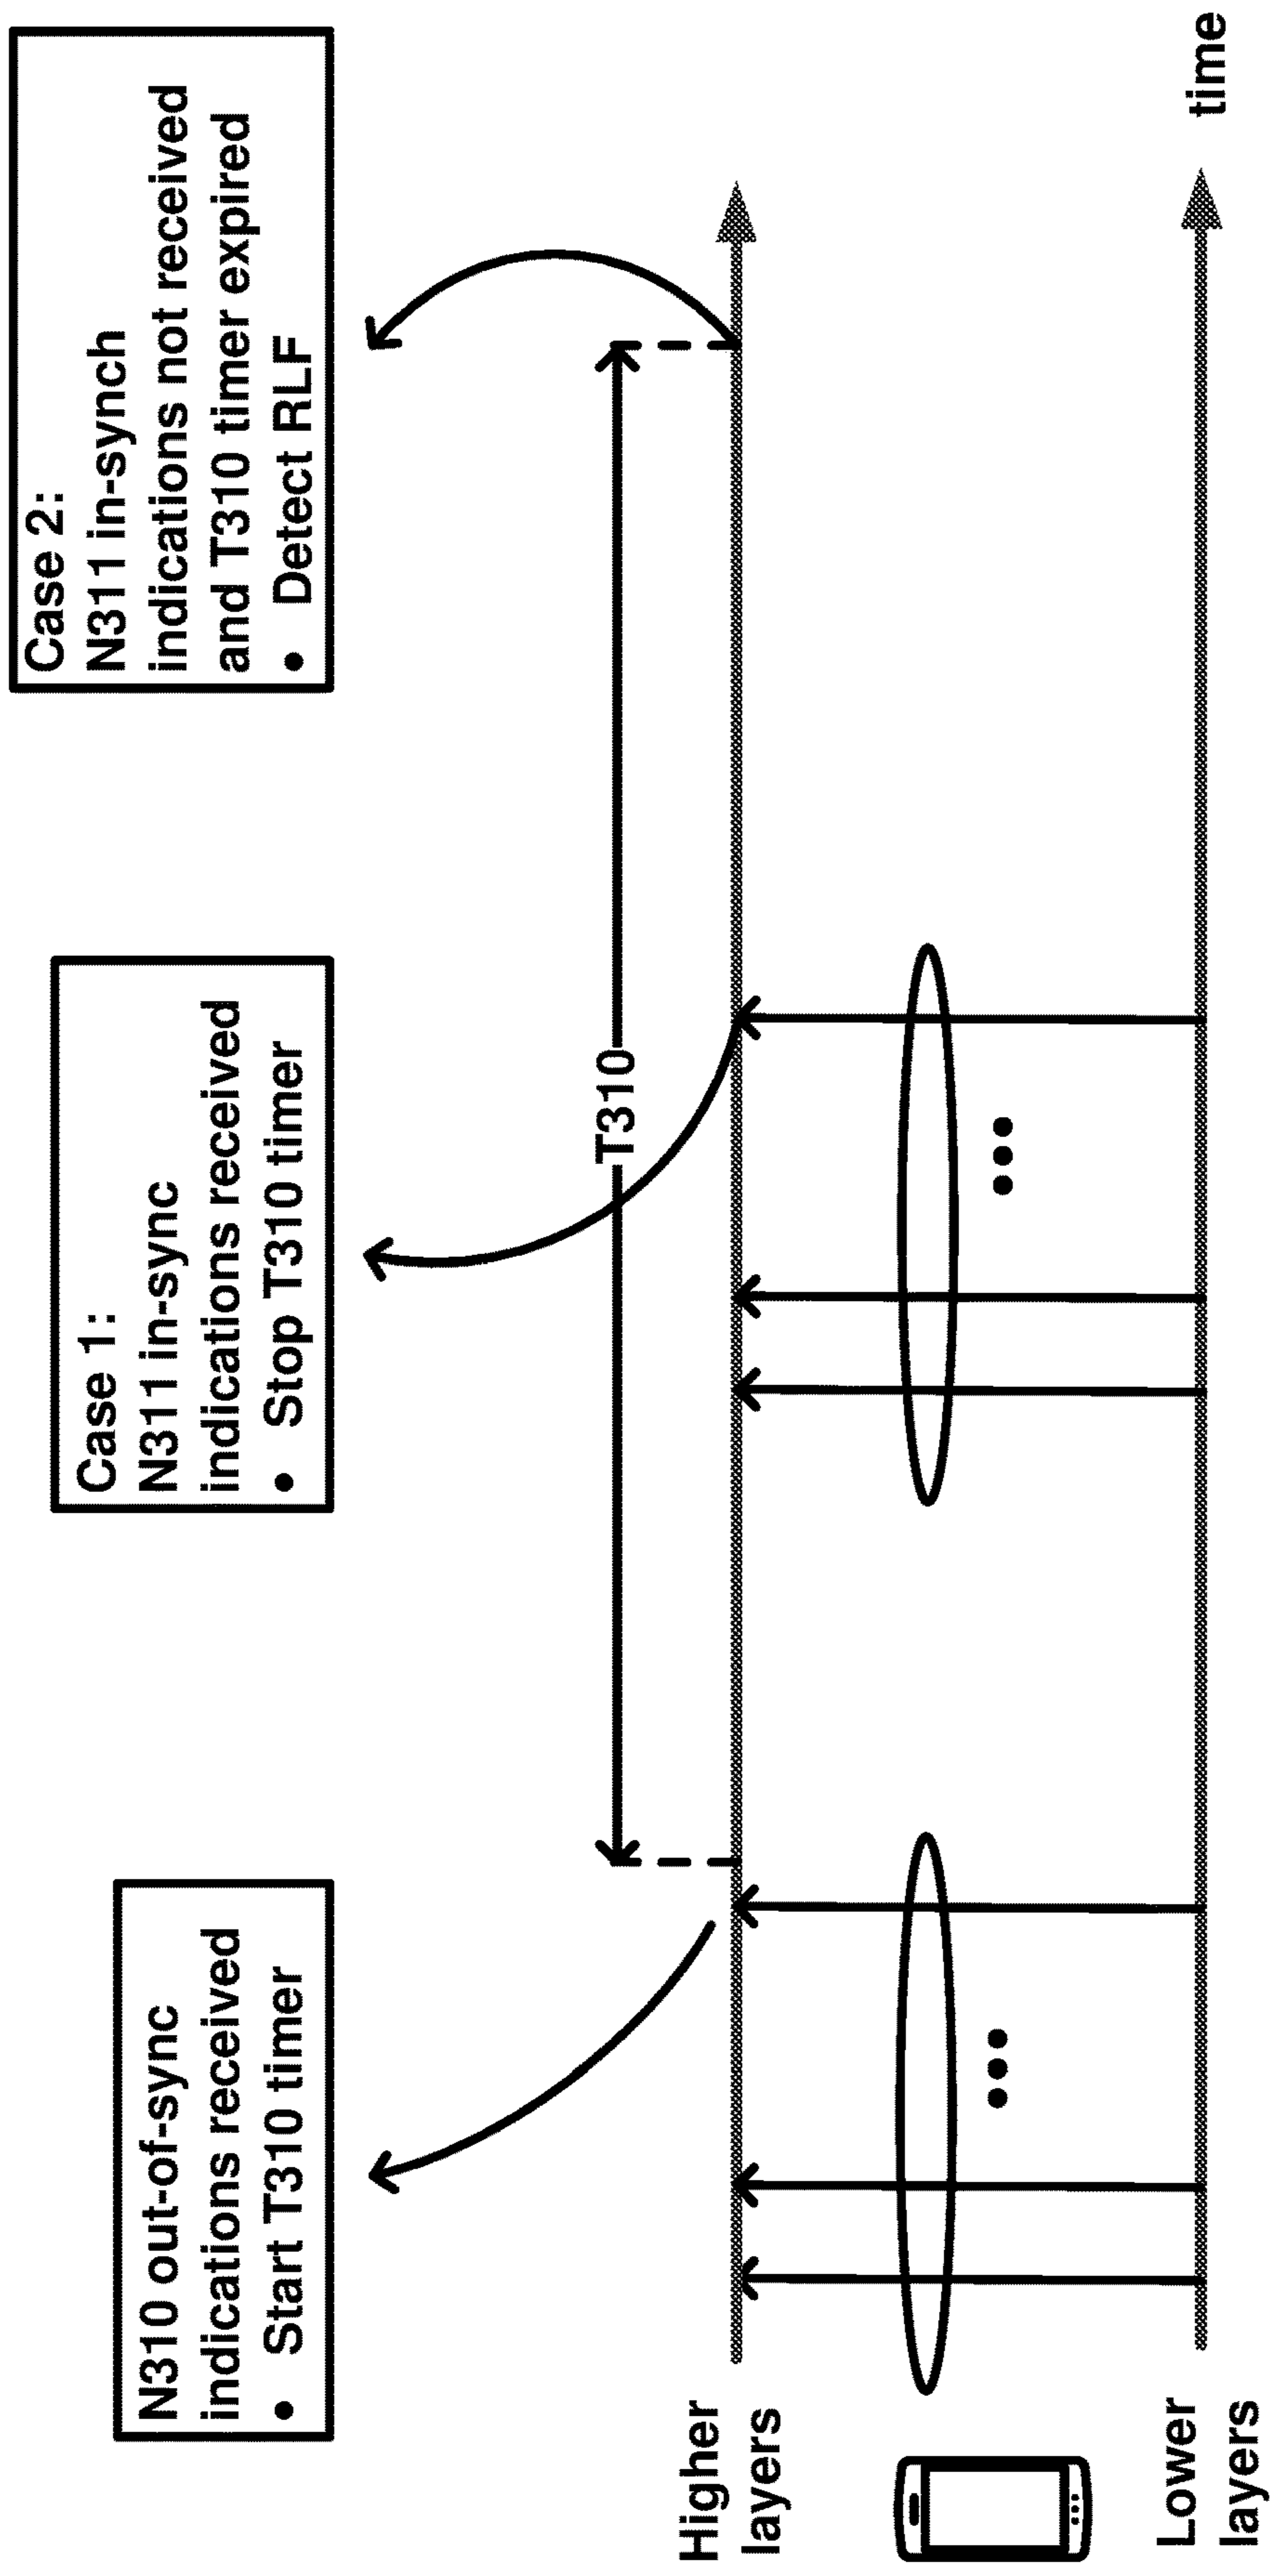 N310 out-of-sync
indications received
• Start T310 timer
Case 1:
N311 in-sync
indications received
• Stop T310 timer
Case 2:
N311 in-synch
indications not received
and T310 timer expired
• Detect RLF
T310
Higher
layers
Lower
layers
time